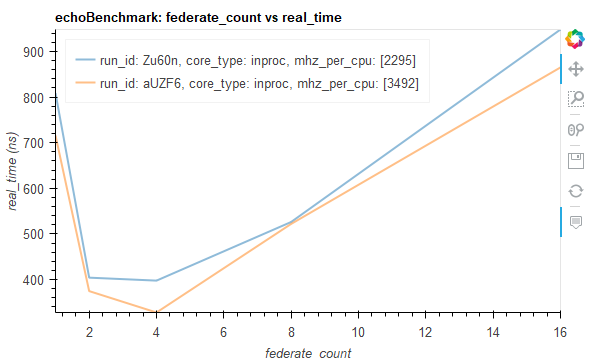 echoBenchmark: federate_count vs real_time
run_id: Zu60n, core_type: inproc, mhz_per_cpu: [2295]
run_id: aUZF6, core_type: inproc, mhz_per_cpu: [3492]
real_time (ns)
900
800
700
600
500
400
2 4 6 8 10 12 14 16
federate_count